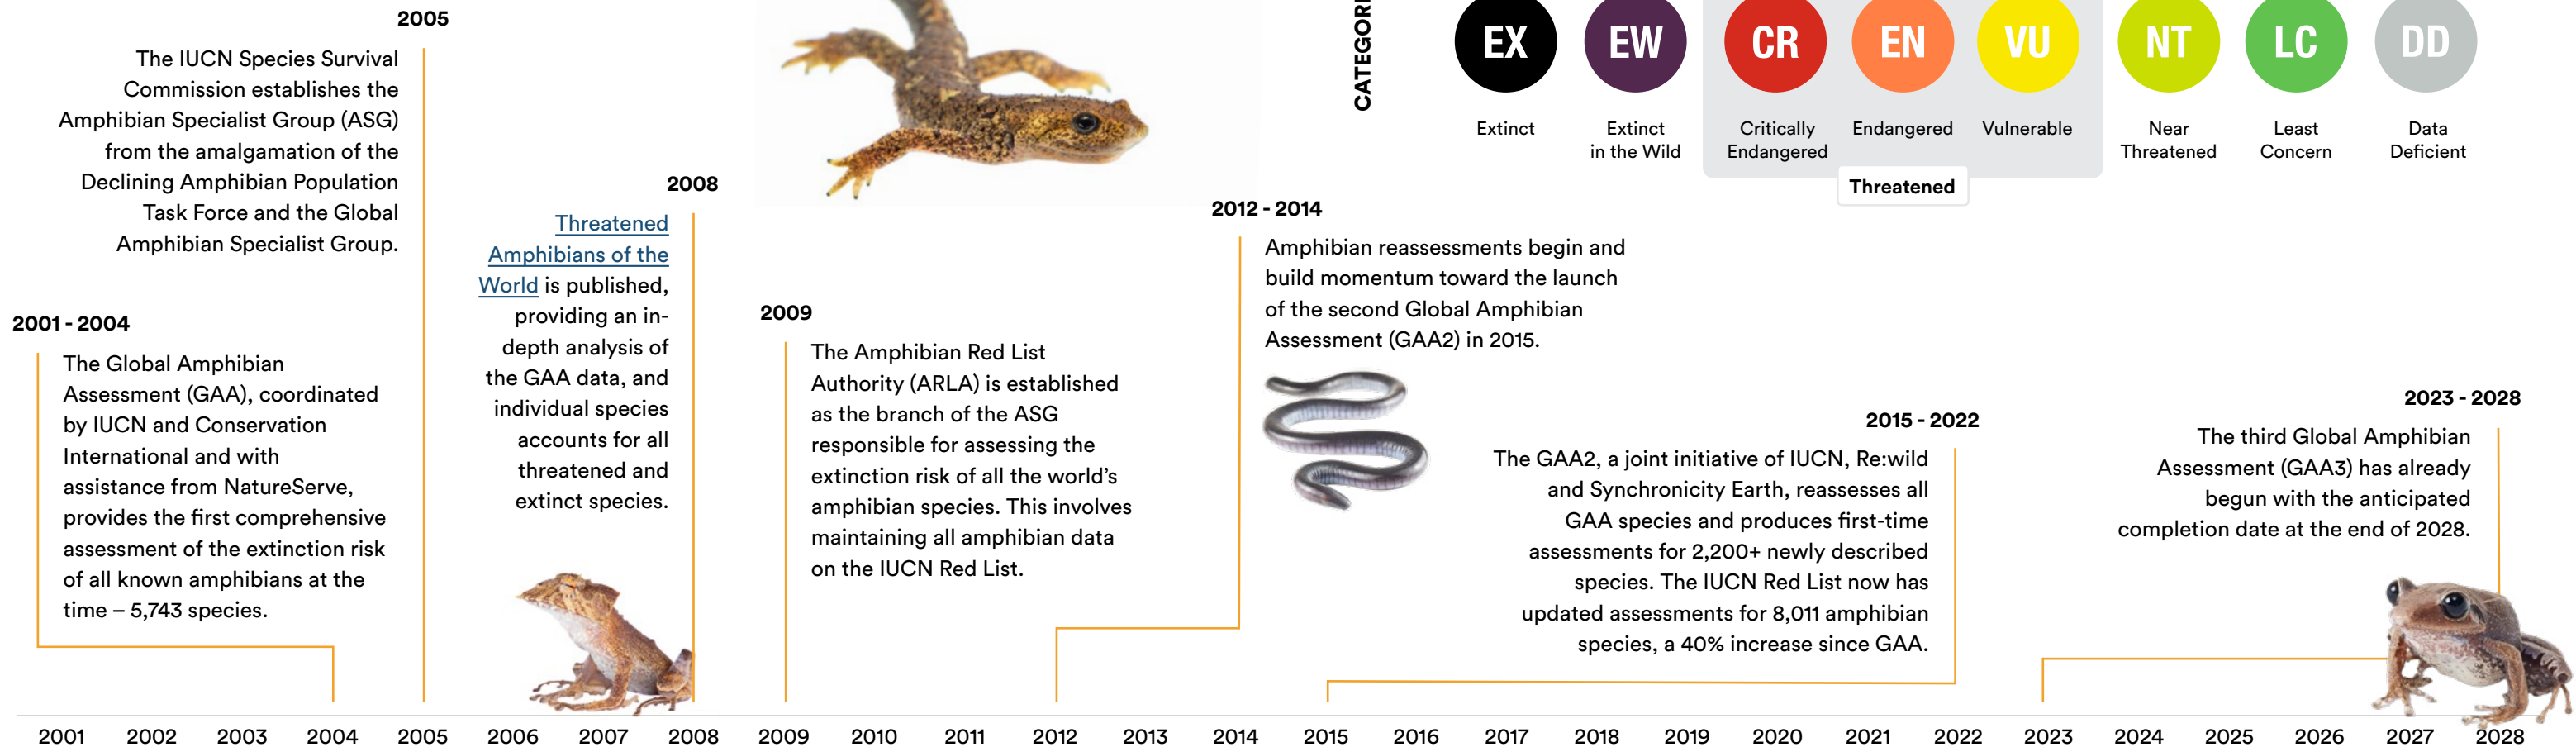 2005
The IUCN Species Survival
Commission establishes the
Amphibian Specialist Group (ASG)
from the amalgamation of the
Declining Amphibian Population
Task Force and the Global
Amphibian Specialist Group.
2001 - 2004
The Global Amphibian
Assessment (GAA), coordinated
by IUCN and Conservation
International and with
assistance from NatureServe,
provides the first comprehensive
assessment of the extinction risk
of all known amphibians at the
time – 5,743 species.
2008
Threatened
Amphibians of the
World is published,
providing an in-
depth analysis of
the GAA data, and
individual species
accounts for all
threatened and
extinct species.
2009
The Amphibian Red List
Authority (ARLA) is established
as the branch of the ASG
responsible for assessing the
extinction risk of all the world’s
amphibian species. This involves
maintaining all amphibian data
on the IUCN Red List.
EX
EW
CR
EN
VU
NT
LC
DD
Extinct
Extinct
in the Wild
Critically
Endangered
Endangered
Vulnerable
Near
Threatened
Least
Concern
Data
Deficient
Threatened
2012 - 2014
Amphibian reassessments begin and
build momentum toward the launch
of the second Global Amphibian
Assessment (GAA2) in 2015.
2015 - 2022
The GAA2, a joint initiative of IUCN, Re:wild
and Synchronicity Earth, reassesses all
GAA species and produces first-time
assessments for 2,200+ newly described
species. The IUCN Red List now has
updated assessments for 8,011 amphibian
species, a 40% increase since GAA.
2023 - 2028
The third Global Amphibian
Assessment (GAA3) has already
begun with the anticipated
completion date at the end of 2028.
2001 2002 2003 2004 2005 2006 2007 2008 2009 2010 2011 2012 2013 2014 2015 2016 2017 2018 2019 2020 2021 2022 2023 2024 2025 2026 2027 2028